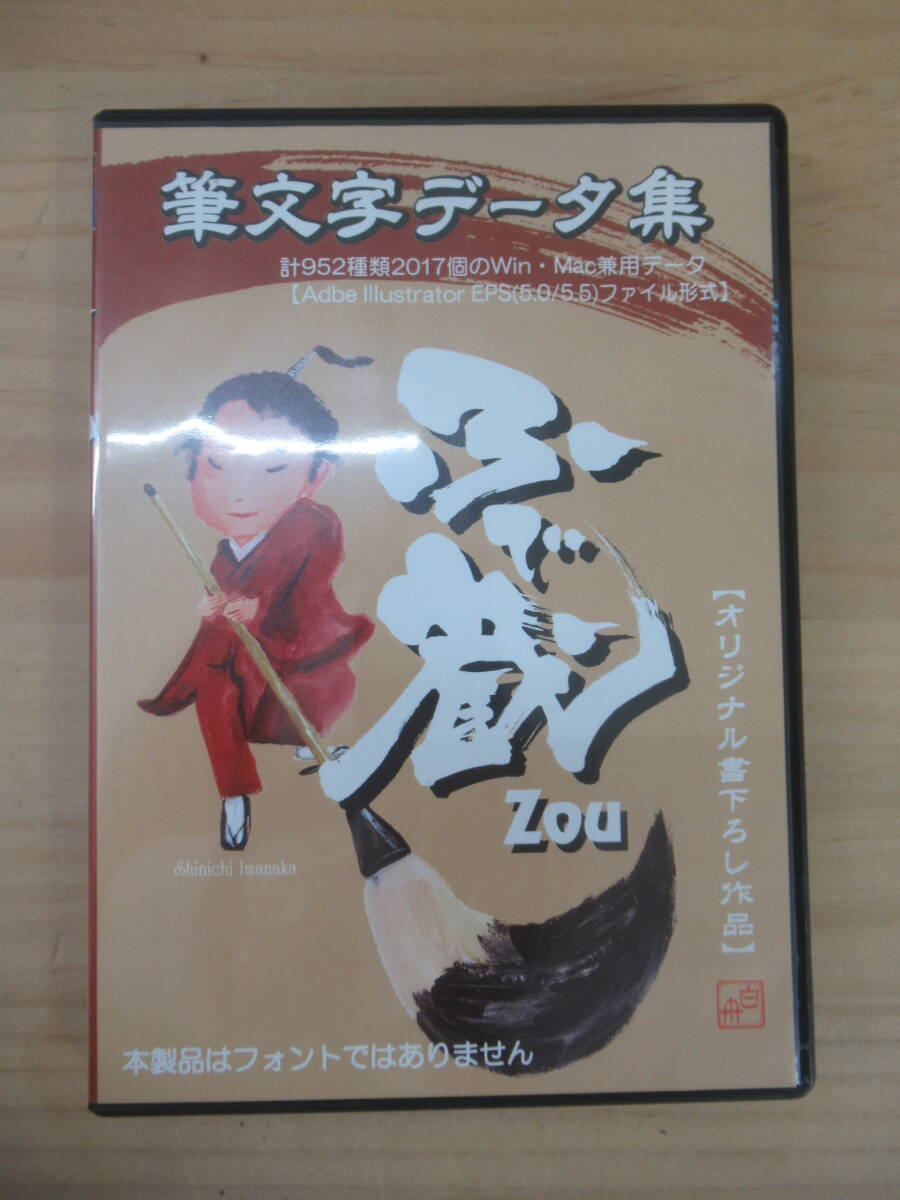 筆文字データ集
計952種類2017個のWin・Mac兼用データ
【Adbe Illustrator EPS(5.0/5.5)ファイル形式】
ふで蔵
Zou
【オリジナル書下ろし作品】
Shinichi Imanaka
白舟
本製品はフォントではありません